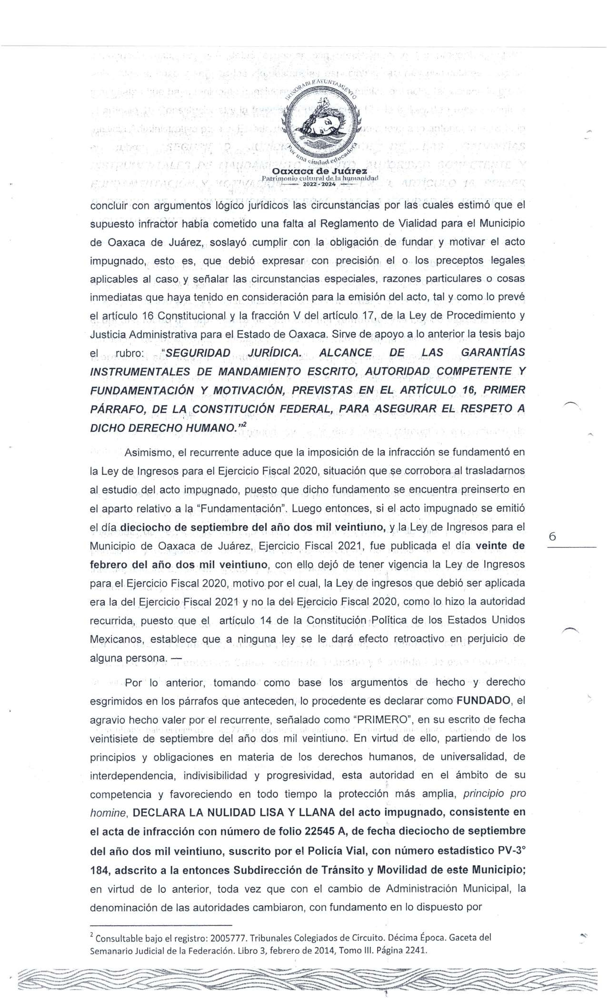 HONORABLE AYUNTAMIENTO
Por una ciudad educadora
Oaxaca de Juárez
Patrimonio cultural de la humanidad
2022 - 2024
concluir con argumentos lógico jurídicos las circunstancias por las cuales estimó que el
supuesto infractor había cometido una falta al Reglamento de Vialidad para el Municipio
de Oaxaca de Juárez, soslayó cumplir con la obligación de fundar y motivar el acto
impugnado, esto es, que debió expresar con precisión el o los preceptos legales
aplicables al caso y señalar las circunstancias especiales, razones particulares o cosas
inmediatas que haya tenido en consideración para la emisión del acto, tal y como lo prevé
el artículo 16 Constitucional y la fracción V del artículo 17, de la Ley de Procedimiento y
Justicia Administrativa para el Estado de Oaxaca. Sirve de apoyo a lo anterior la tesis bajo
el rubro: “SEGURIDAD JURÍDICA. ALCANCE DE LAS GARANTÍAS
INSTRUMENTALES DE MANDAMIENTO ESCRITO, AUTORIDAD COMPETENTE Y
FUNDAMENTACIÓN Y MOTIVACIÓN, PREVISTAS EN EL ARTÍCULO 16, PRIMER
PÁRRAFO, DE LA CONSTITUCIÓN FEDERAL, PARA ASEGURAR EL RESPETO A
DICHO DERECHO HUMANO.”2
Asimismo, el recurrente aduce que la imposición de la infracción se fundamentó en
la Ley de Ingresos para el Ejercicio Fiscal 2020, situación que se corrobora al trasladarnos
al estudio del acto impugnado, puesto que dicho fundamento se encuentra preinserto en
el aparto relativo a la “Fundamentación”. Luego entonces, si el acto impugnado se emitió
el día dieciocho de septiembre del año dos mil veintiuno, y la Ley de Ingresos para el
Municipio de Oaxaca de Juárez, Ejercicio Fiscal 2021, fue publicada el día veinte de
febrero del año dos mil veintiuno, con ello dejó de tener vigencia la Ley de Ingresos
para el Ejercicio Fiscal 2020, motivo por el cual, la Ley de ingresos que debió ser aplicada
era la del Ejercicio Fiscal 2021 y no la del Ejercicio Fiscal 2020, como lo hizo la autoridad
recurrida, puesto que el artículo 14 de la Constitución Política de los Estados Unidos
Mexicanos, establece que a ninguna ley se le dará efecto retroactivo en perjuicio de
alguna persona. —
6
Por lo anterior, tomando como base los argumentos de hecho y derecho
esgrimidos en los párrafos que anteceden, lo procedente es declarar como FUNDADO, el
agravio hecho valer por el recurrente, señalado como “PRIMERO”, en su escrito de fecha
veintisiete de septiembre del año dos mil veintiuno. En virtud de ello, partiendo de los
principios y obligaciones en materia de los derechos humanos, de universalidad, de
interdependencia, indivisibilidad y progresividad, esta autoridad en el ámbito de su
competencia y favoreciendo en todo tiempo la protección más amplia, principio pro
homine, DECLARA LA NULIDAD LISA Y LLANA del acto impugnado, consistente en
el acta de infracción con número de folio 22545 A, de fecha dieciocho de septiembre
del año dos mil veintiuno, suscrito por el Policía Vial, con número estadístico PV-3°
184, adscrito a la entonces Subdirección de Tránsito y Movilidad de este Municipio;
en virtud de lo anterior, toda vez que con el cambio de Administración Municipal, la
denominación de las autoridades cambiaron, con fundamento en lo dispuesto por
2 Consultable bajo el registro: 2005777. Tribunales Colegiados de Circuito. Décima Época. Gaceta del
Semanario Judicial de la Federación. Libro 3, febrero de 2014, Tomo III. Página 2241.